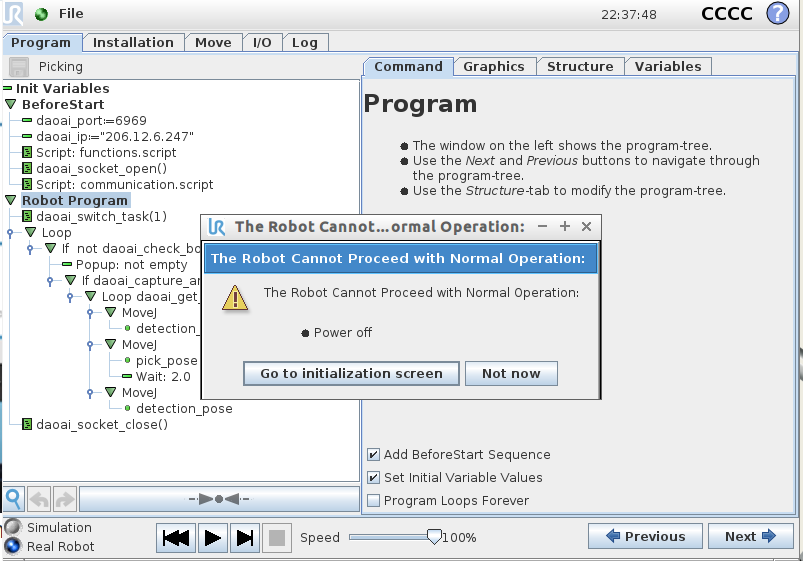 UR File 22:37:48 CCCC ?
Program Installation Move I/O Log
Picking
Command Graphics Structure Variables
Init Variables
BeforeStart
daoai_port:=6969
daoai_ip:="206.12.6.247"
Script: functions.script
daoai_socket_open()
Script: communication.script
Robot Program
daoai_switch_task(1)
Loop
If not daoai_check_bo
Popup: not empty
If daoai_capture_an
Loop daoai_get_
MoveJ
detection_
MoveJ
pick_pose
Wait: 2.0
MoveJ
detection_pose
daoai_socket_close()
Program
The window on the left shows the program-tree.
Use the Next and Previous buttons to navigate through
the program-tree.
Use the Structure-tab to modify the program-tree.
UR The Robot Cannot...ormal Operation:
The Robot Cannot Proceed with Normal Operation:
The Robot Cannot Proceed with Normal Operation:
Power off
Go to initialization screen Not now
Add BeforeStart Sequence
Set Initial Variable Values
Program Loops Forever
Simulation
Real Robot
Speed 100%
Previous Next